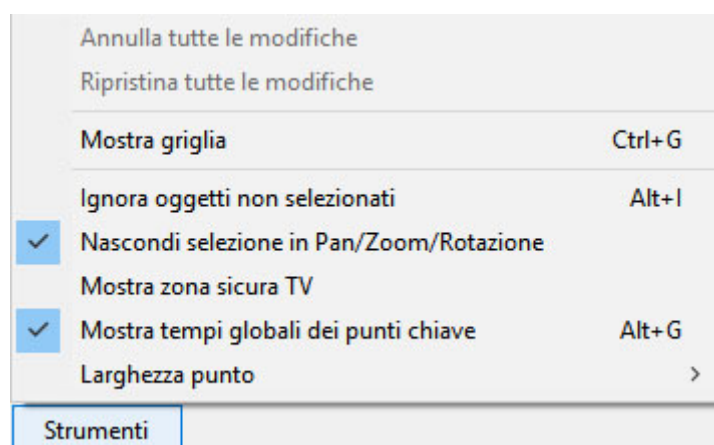 Annulla tutte le modifiche
Ripristina tutte le modifiche
Mostra griglia Ctrl+G
Ignora oggetti non selezionati Alt+I
Nascondi selezione in Pan/Zoom/Rotazione
Mostra zona sicura TV
Mostra tempi globali dei punti chiave Alt+G
Larghezza punto
Strumenti